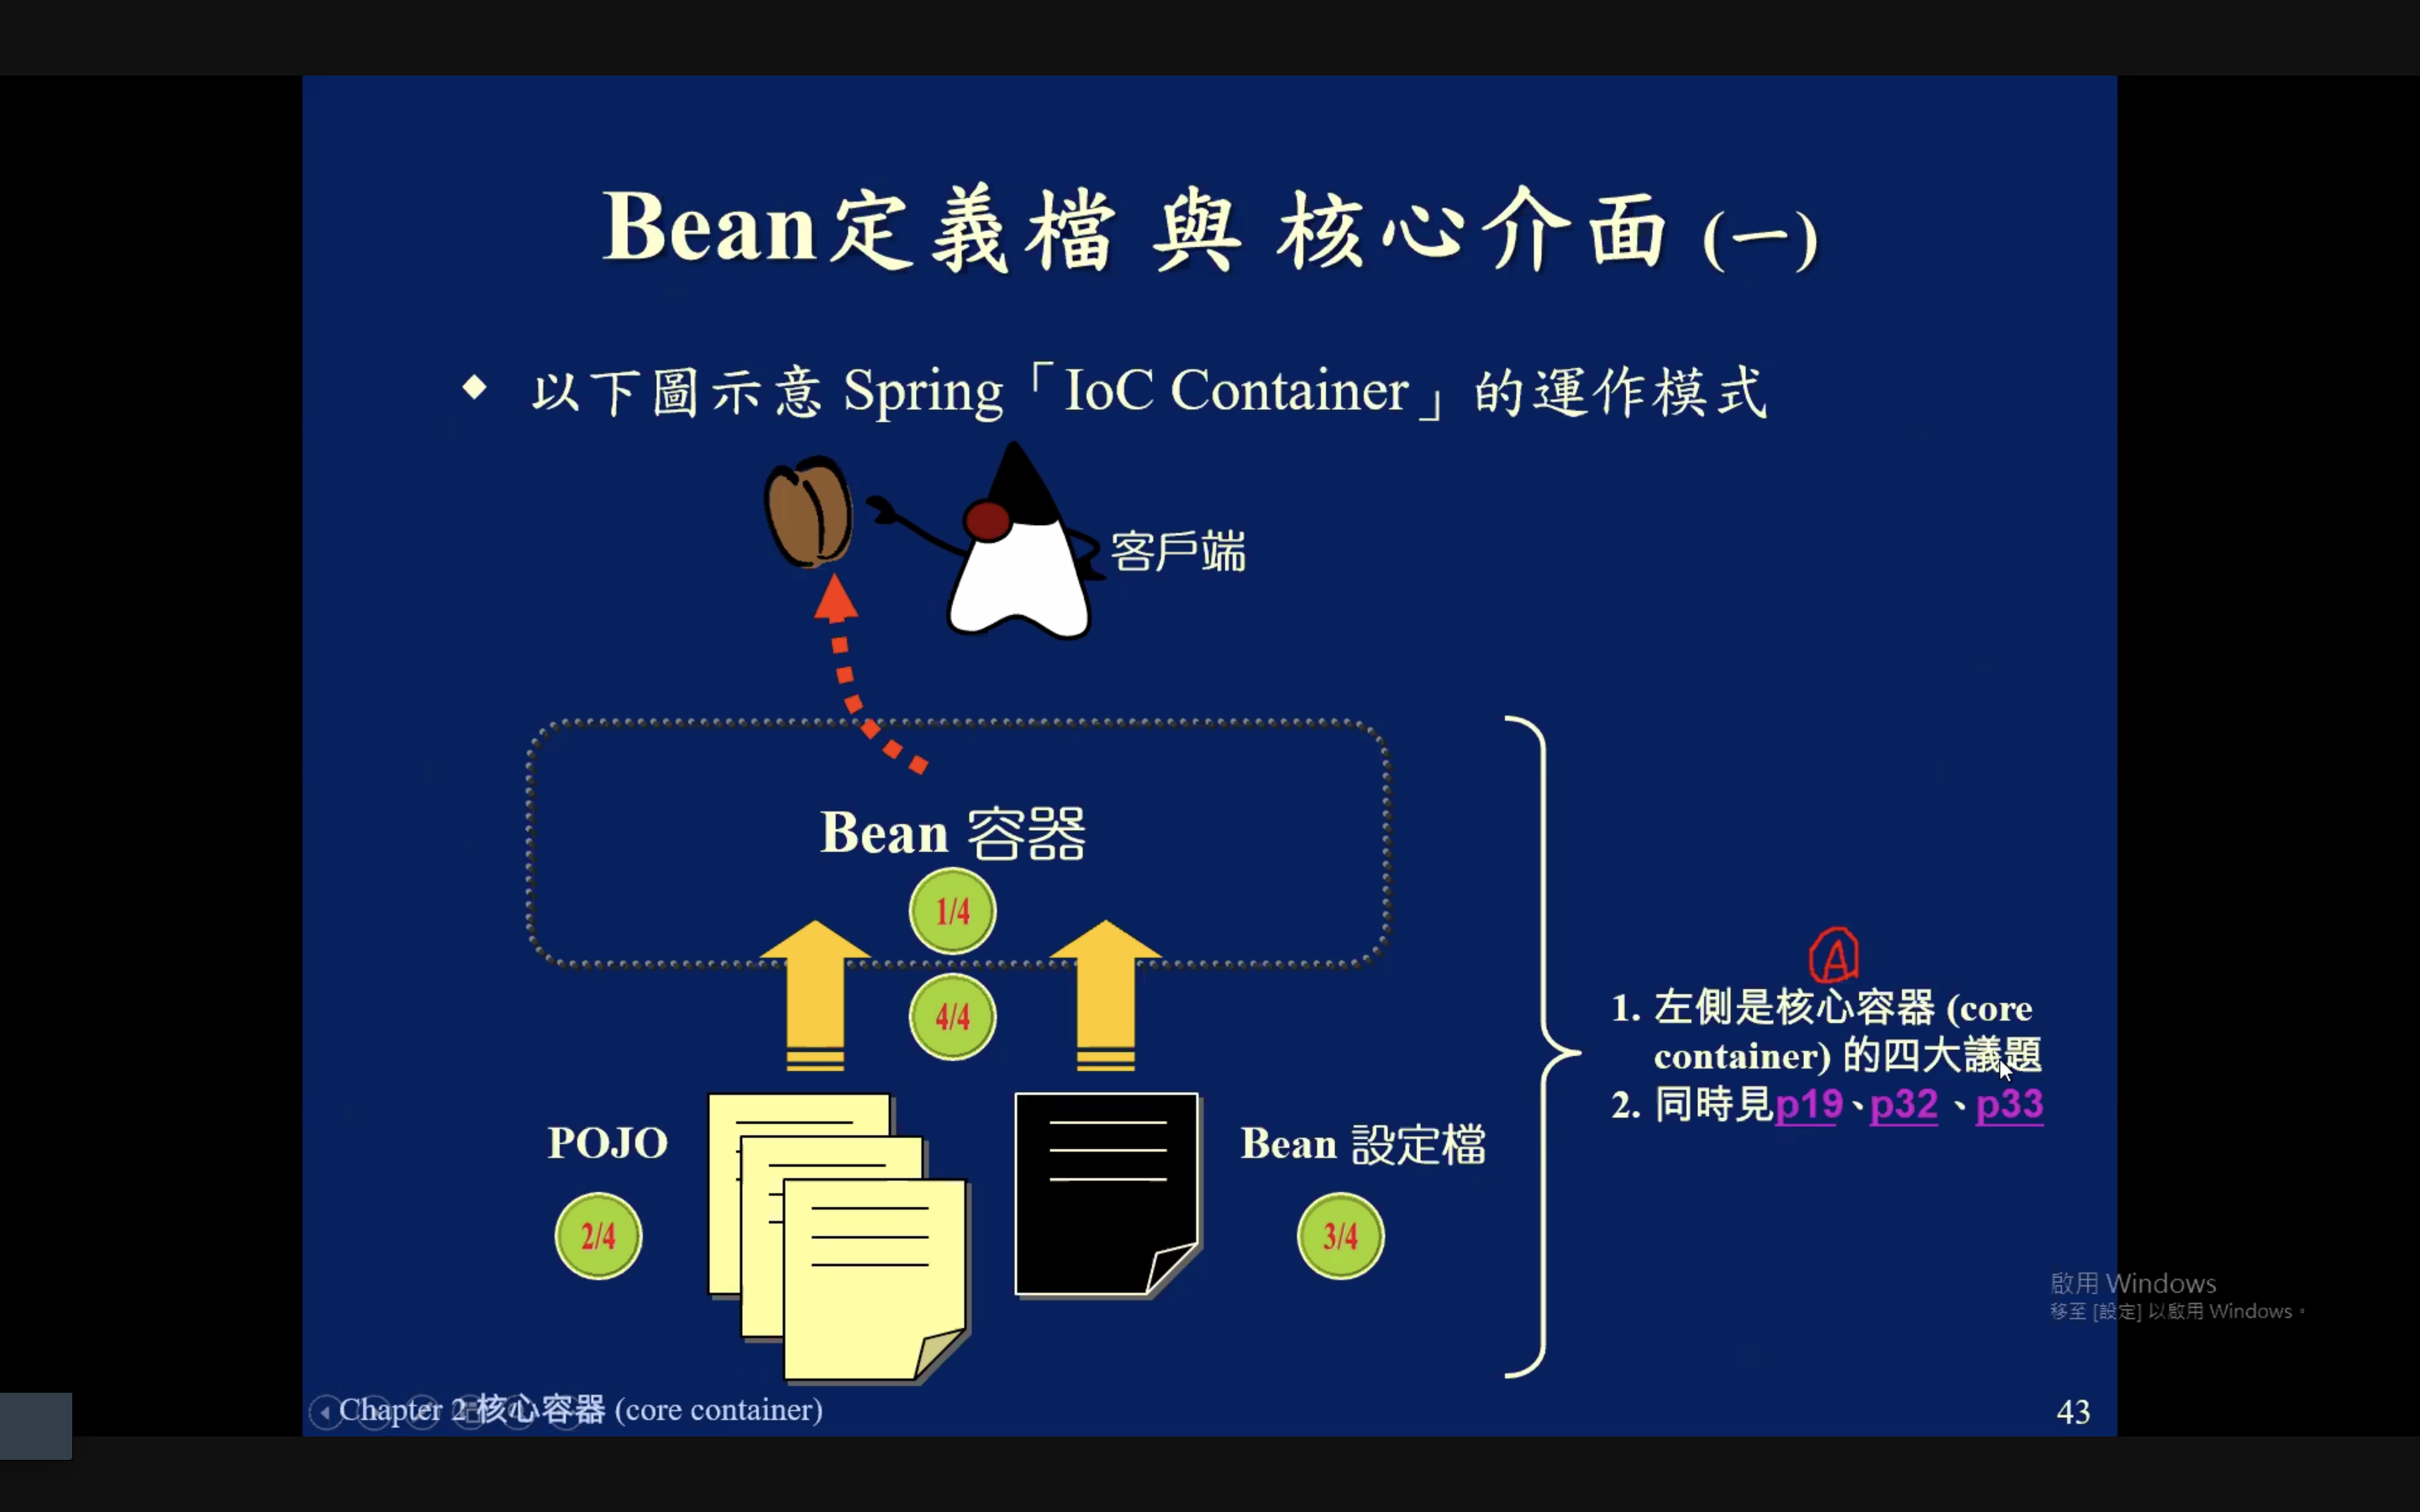 Bean定義檔 與 核心介面 (一)
◆ 以下圖示意 Spring「IoC Container」的運作模式
客戶端
Bean 容器
1/4
4/4
POJO
2/4
Bean 設定檔
3/4
A
1. 左側是核心容器 (core
container) 的四大議題
2. 同時見p19、p32、p33
啟用 Windows
移至 [設定] 以啟用 Windows。
Chapter 2 核心容器 (core container)
43